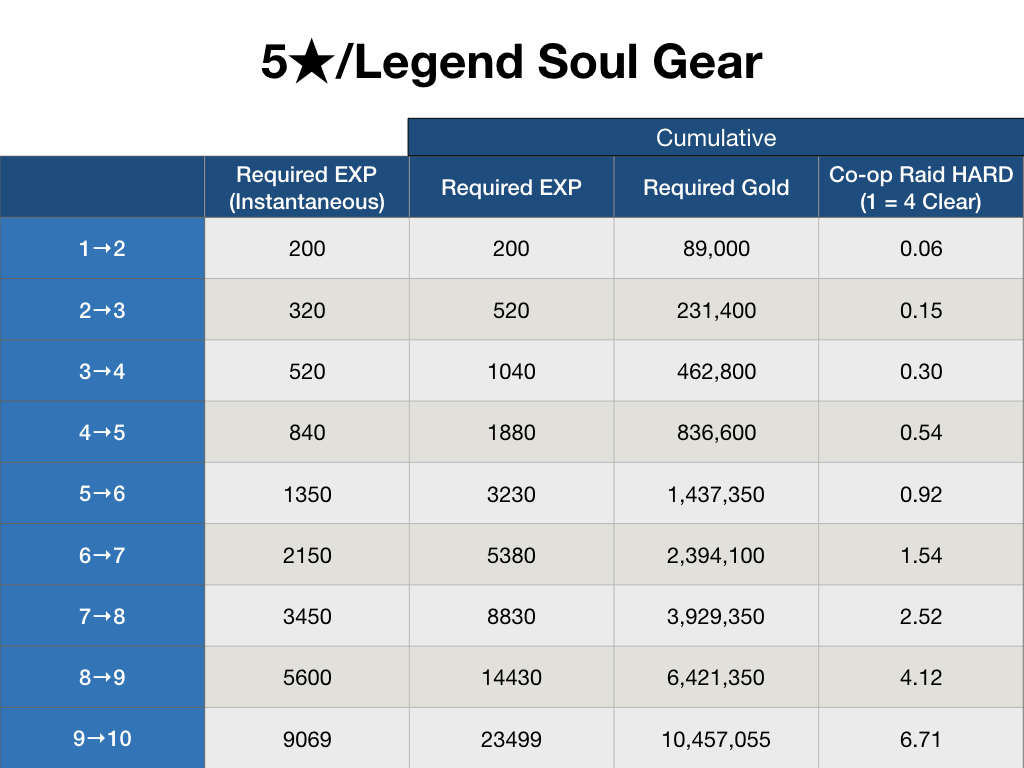 5★/Legend Soul Gear
Cumulative
Required EXP
(Instantaneous)
Required EXP
Required Gold
Co-op Raid HARD
(1 = 4 Clear)
1→2 200 200 89,000 0.06
2→3 320 520 231,400 0.15
3→4 520 1040 462,800 0.30
4→5 840 1880 836,600 0.54
5→6 1350 3230 1,437,350 0.92
6→7 2150 5380 2,394,100 1.54
7→8 3450 8830 3,929,350 2.52
8→9 5600 14430 6,421,350 4.12
9→10 9069 23499 10,457,055 6.71